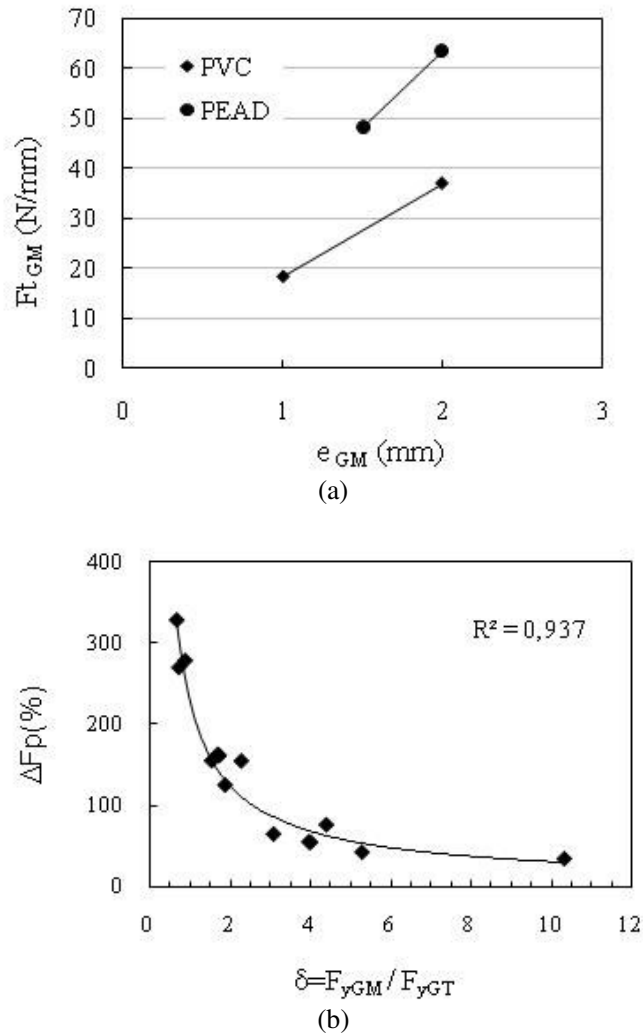 70
60
50
40
30
20
10
0
PVC
PEAD
Ft GM (N/mm)
0 1 2 3
e GM (mm)
(a)
400
300
200
100
0
R² = 0,937
ΔFp(%)
0 2 4 6 8 10 12
δ=FyGM / FyGT
(b)